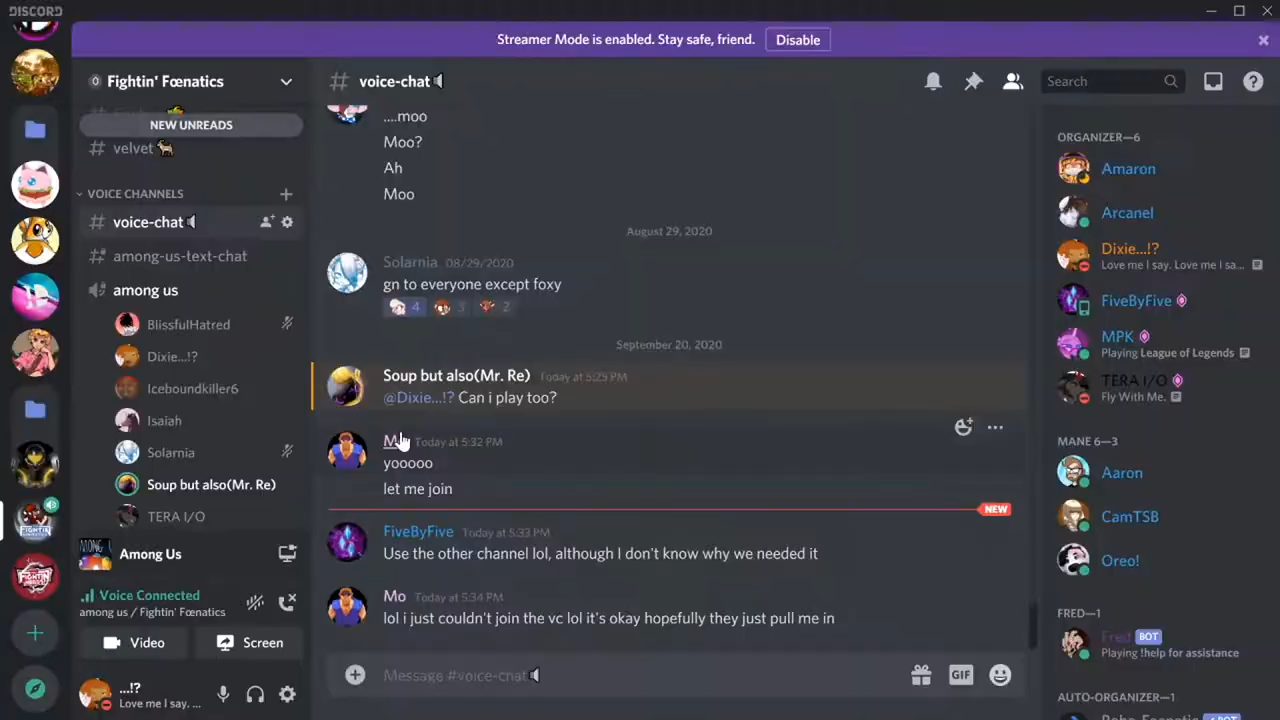 DISCORD
Streamer Mode is enabled. Stay safe, friend.
Disable
Fightin' Fœnatics
NEW UNREADS
velvet
VOICE CHANNELS
voice-chat
among-us-text-chat
among us
BlissfulHatred
Dixie...!?
Iceboundkiller6
Isaiah
Solarnia
Soup but also(Mr. Re)
TERA I/O
Among Us
Voice Connected
among us / Fightin' Fœnatics
Video
Screen
...!?
Love me I say. ...
# voice-chat
Search
....moo
Moo?
Ah
Moo
August 29, 2020
Solarnia 08/29/2020
gn to everyone except foxy
4 3 2
September 20, 2020
Soup but also(Mr. Re) Today at 5:25 PM
@Dixie...!? Can i play too?
Today at 5:32 PM
yooooo
let me join
NEW
FiveByFive Today at 5:33 PM
Use the other channel lol, although I don't know why we needed it
Mo Today at 5:34 PM
lol i just couldn't join the vc lol it's okay hopefully they just pull me in
Message #voice-chat
GIF
ORGANIZER—6
Amaron
Arcanel
Dixie...!?
Love me I say. Love me I sa...
FiveByFive
MPK
Playing League of Legends
TERA I/O
Fly With Me.
MANE 6—3
Aaron
CamTSB
Oreo!
FRED—1
Fred BOT
Playing !help for assistance
AUTO-ORGANIZER—1